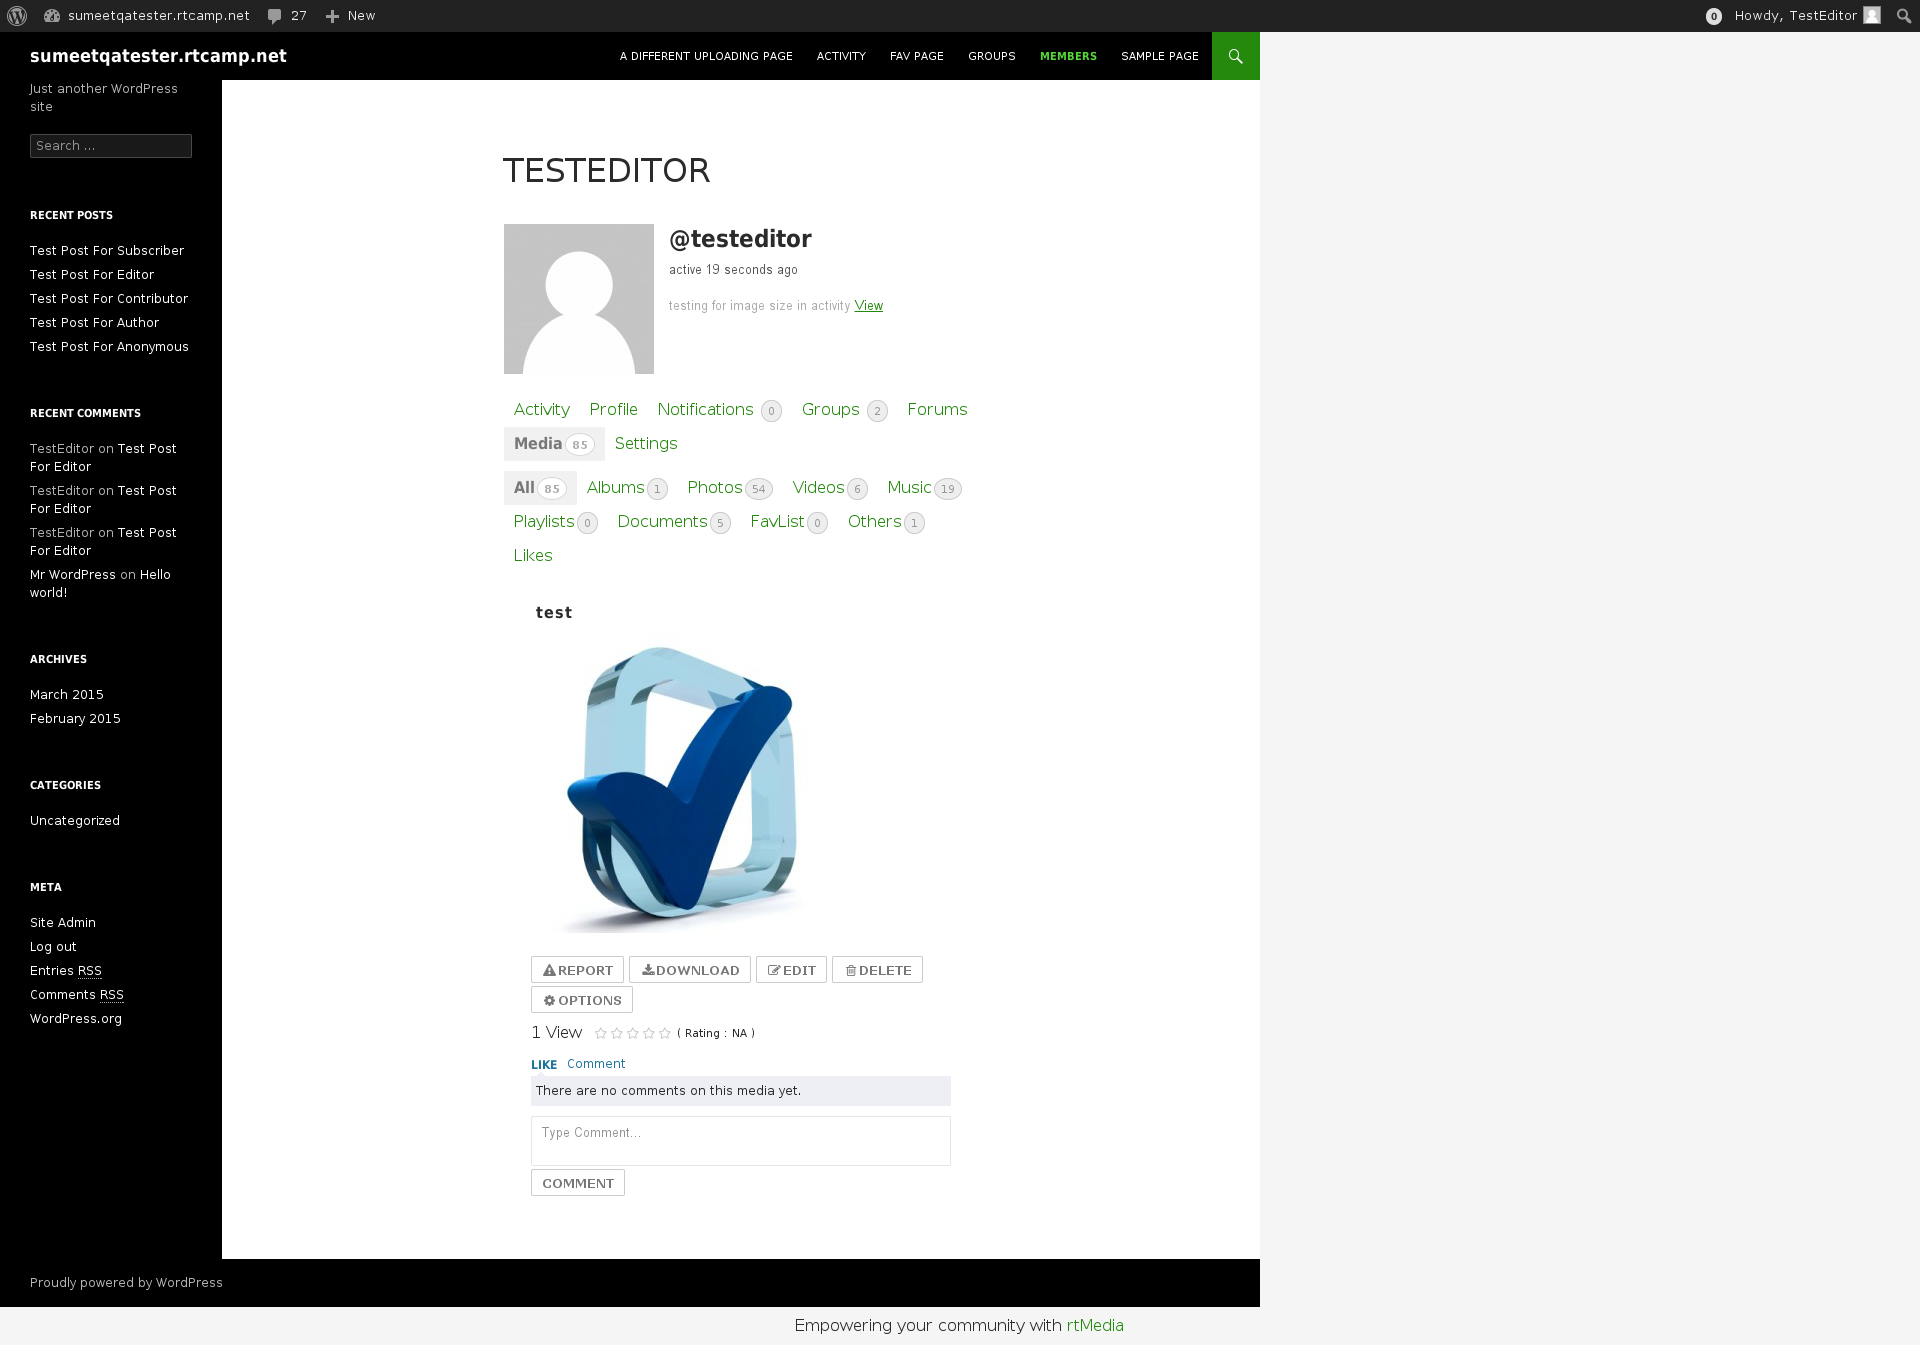 sumeetqatester.rtcamp.net 27 New 0 Howdy, TestEditor
sumeetqatester.rtcamp.net A DIFFERENT UPLOADING PAGE ACTIVITY FAV PAGE GROUPS MEMBERS SAMPLE PAGE
Just another WordPress
site
Search ...
RECENT POSTS
Test Post For Subscriber
Test Post For Editor
Test Post For Contributor
Test Post For Author
Test Post For Anonymous
RECENT COMMENTS
TestEditor on Test Post
For Editor
TestEditor on Test Post
For Editor
TestEditor on Test Post
For Editor
Mr WordPress on Hello
world!
ARCHIVES
March 2015
February 2015
CATEGORIES
Uncategorized
META
Site Admin
Log out
Entries RSS
Comments RSS
WordPress.org
TESTEDITOR
@testeditor
active 19 seconds ago
testing for image size in activity View
Activity Profile Notifications 0 Groups 2 Forums
Media 85 Settings
All 85 Albums 1 Photos 54 Videos 6 Music 19
Playlists 0 Documents 5 FavList 0 Others 1
Likes
test
REPORT DOWNLOAD EDIT DELETE
OPTIONS
1 View ( Rating : NA )
LIKE Comment
There are no comments on this media yet.
Type Comment...
COMMENT
Proudly powered by WordPress
Empowering your community with rtMedia